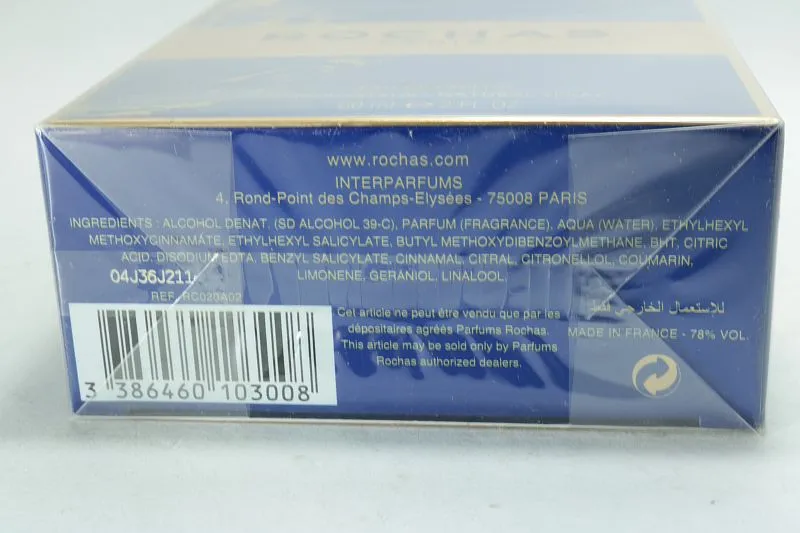 ROCHAS
www.rochas.com
INTERPARFUMS
4, Rond-Point des Champs-Elysées - 75008 PARIS
INGREDIENTS : ALCOHOL DENAT. (SD ALCOHOL 39-C), PARFUM (FRAGRANCE), AQUA (WATER), ETHYLHEXYL
METHOXYCINNAMATE, ETHYLHEXYL SALICYLATE, BUTYL METHOXYDIBENZOYLMETHANE, BHT, CITRIC
ACID, DISODIUM EDTA, BENZYL SALICYLATE, CINNAMAL, CITRAL, CITRONELLOL, COUMARIN,
LIMONENE, GERANIOL, LINALOOL.
04J36J211
REF. RC020A02
Cet article ne peut être vendu que par les
dépositaires agréés Parfums Rochas.
This article may be sold only by Parfums
Rochas authorized dealers.
للإستعمال الخارجي فقط
MADE IN FRANCE - 78% VOL.
3 386460 103008